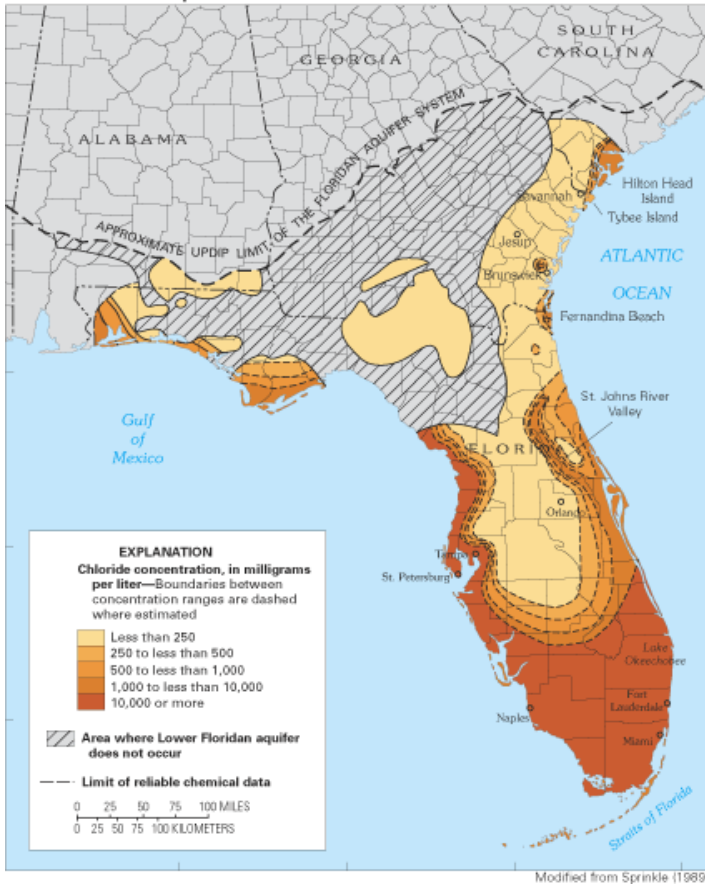 SOUTH
CAROLINA
GEORGIA
ALABAMA
APPROXIMATE UPDIP LIMIT OF THE FLORIDAN AQUIFER SYSTEM
Hilton Head
Island
Savannah
Tybee Island
Jesup
ATLANTIC
OCEAN
Brunswick
Fernandina Beach
St. Johns River
Valley
Gulf
of
Mexico
FLORIDA
Orlando
Tampa
St. Petersburg
Lake
Okeechobee
Fort
Lauderdale
Naples
Miami
Straits of Florida
EXPLANATION
Chloride concentration, in milligrams
per liter—Boundaries between
concentration ranges are dashed
where estimated
Less than 250
250 to less than 500
500 to less than 1,000
1,000 to less than 10,000
10,000 or more
Area where Lower Floridan aquifer
does not occur
Limit of reliable chemical data
0 25 50 75 100 MILES
0 25 50 75 100 KILOMETERS
Modified from Sprinkle (1989